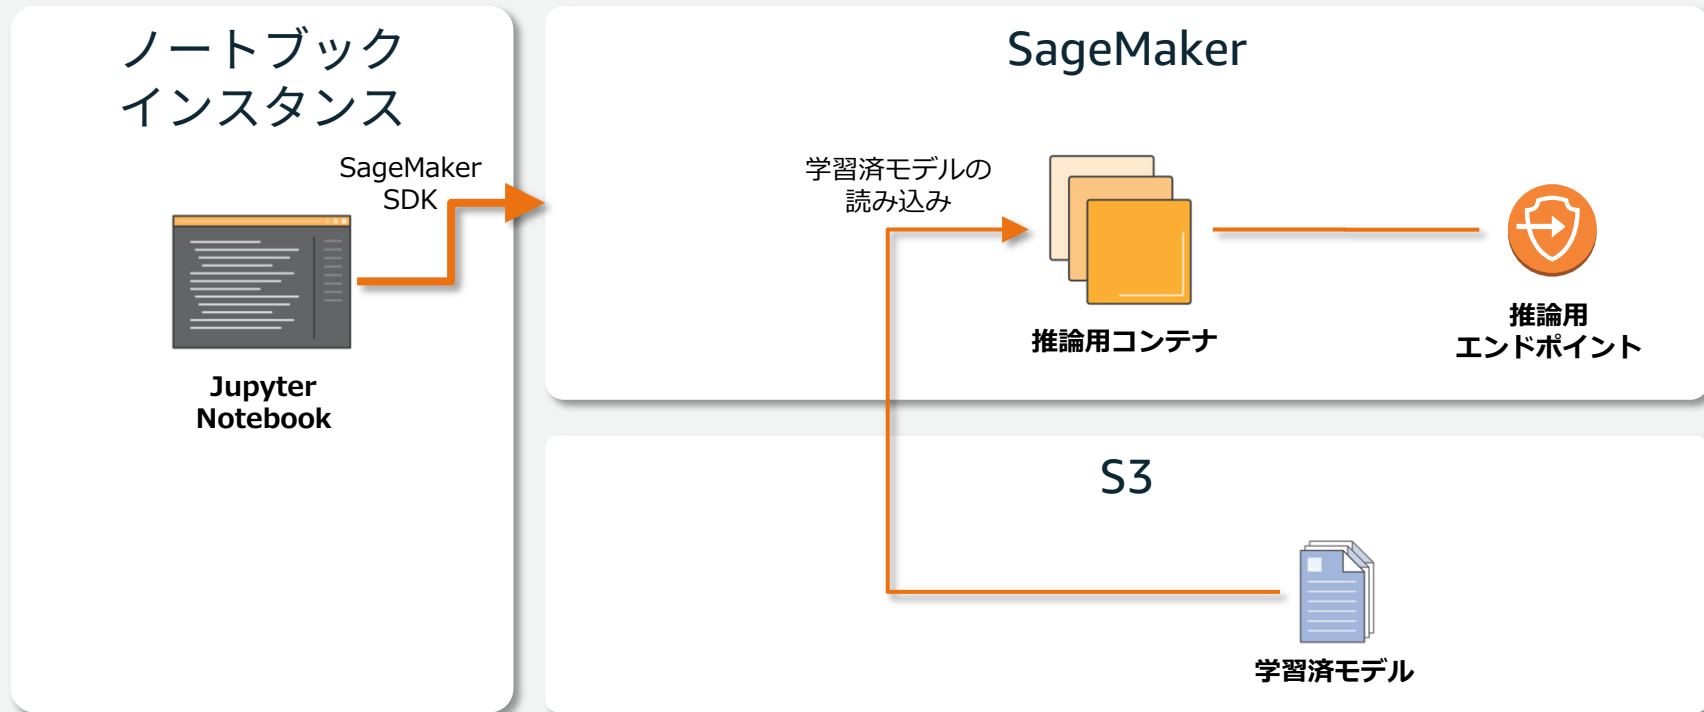 ノートブック
インスタンス
SageMaker
SDK
Jupyter
Notebook
SageMaker
学習済モデルの
読み込み
推論用コンテナ
推論用
エンドポイント
S3
学習済モデル